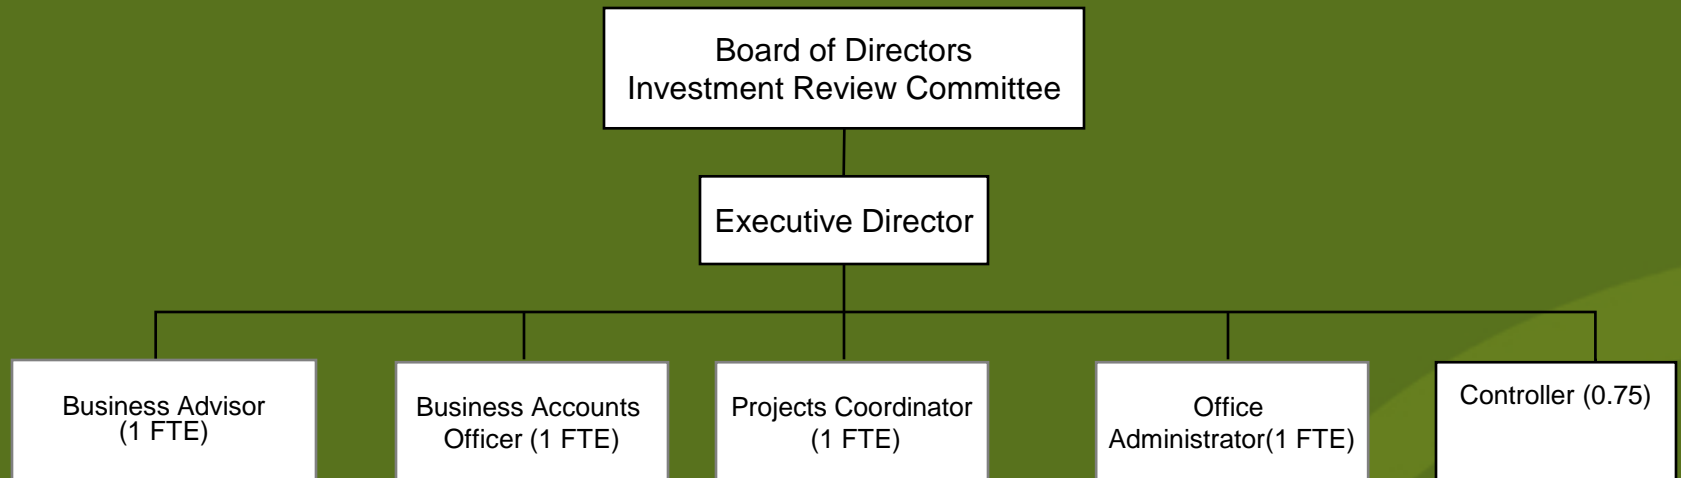 Board of Directors
Investment Review Committee
Executive Director
Business Advisor
(1 FTE)
Business Accounts
Officer (1 FTE)
Projects Coordinator
(1 FTE)
Office
Administrator(1 FTE)
Controller (0.75)